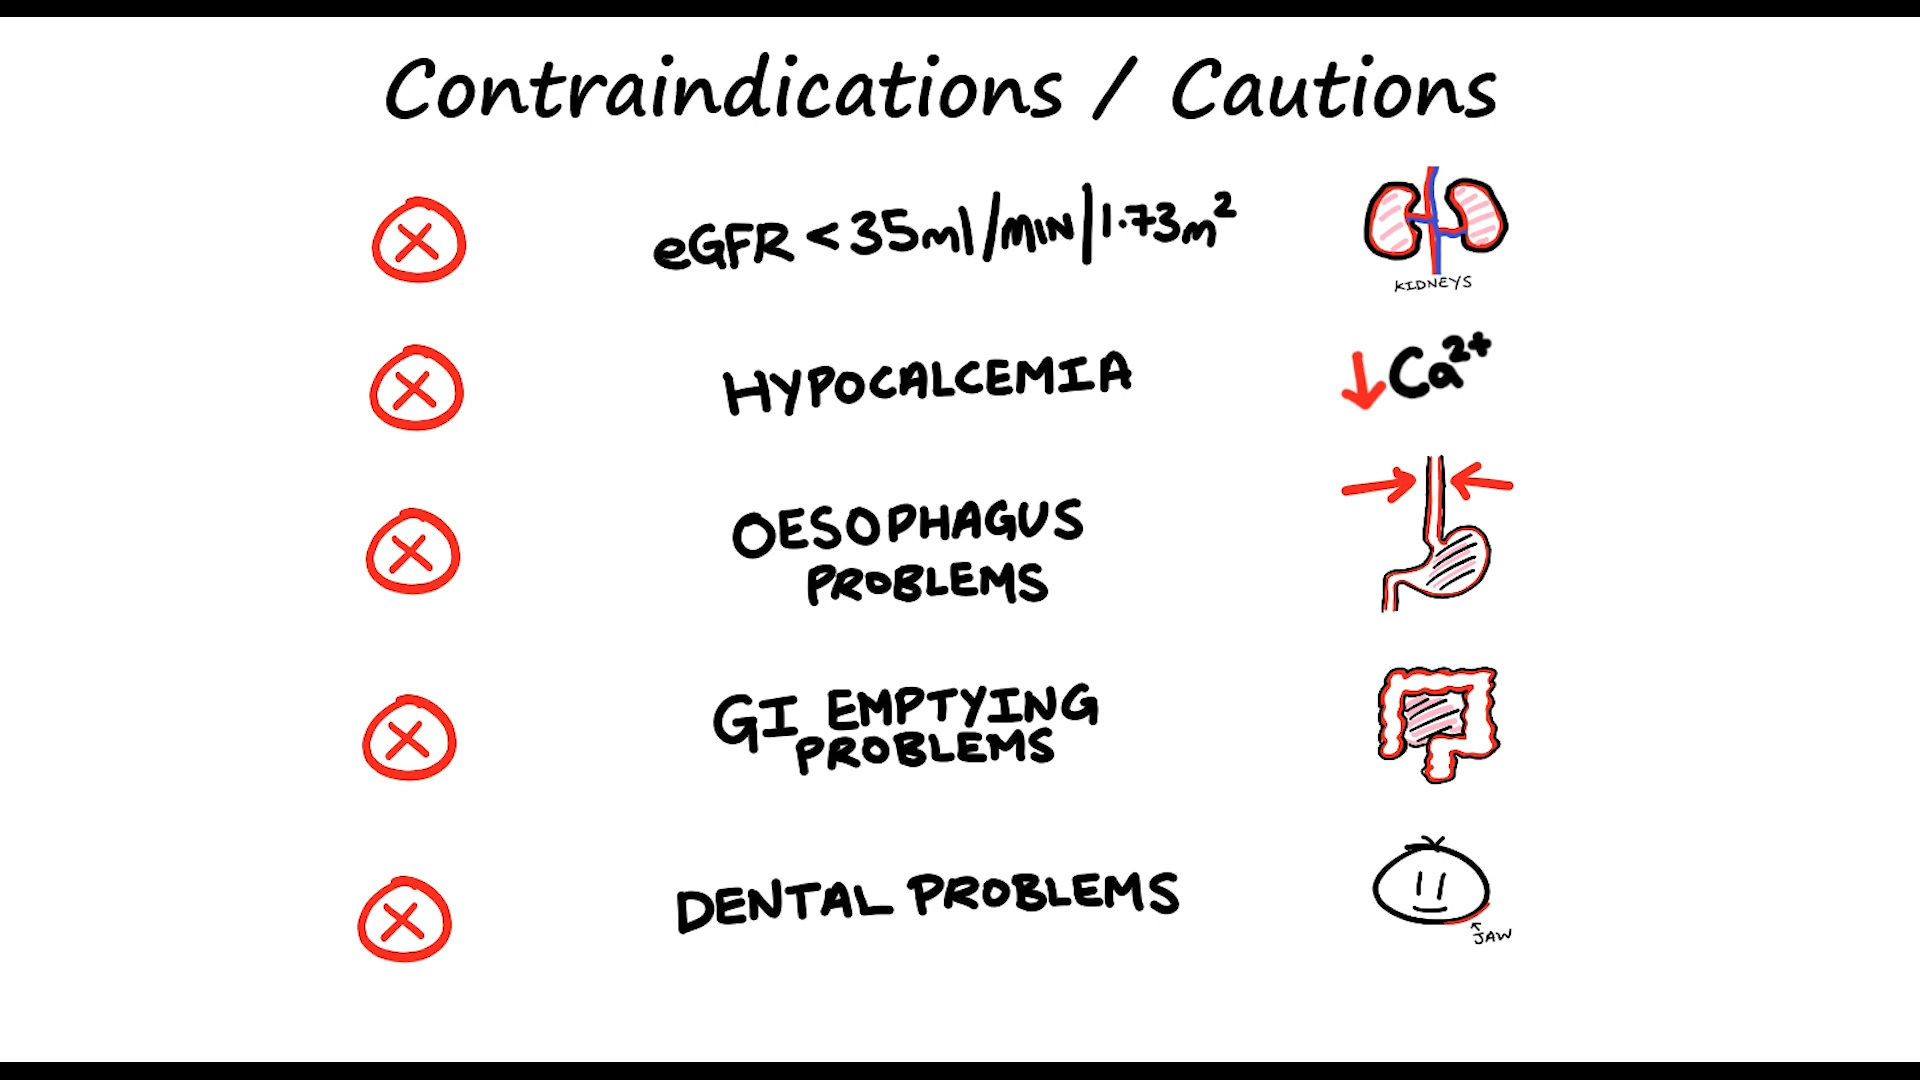 Contraindications / Cautions
eGFR < 35ml/MIN/1.73m²
KIDNEYS
HYPOCALCEMIA
↓ Ca²⁺
OESOPHAGUS
PROBLEMS
GI EMPTYING
PROBLEMS
DENTAL PROBLEMS
JAW